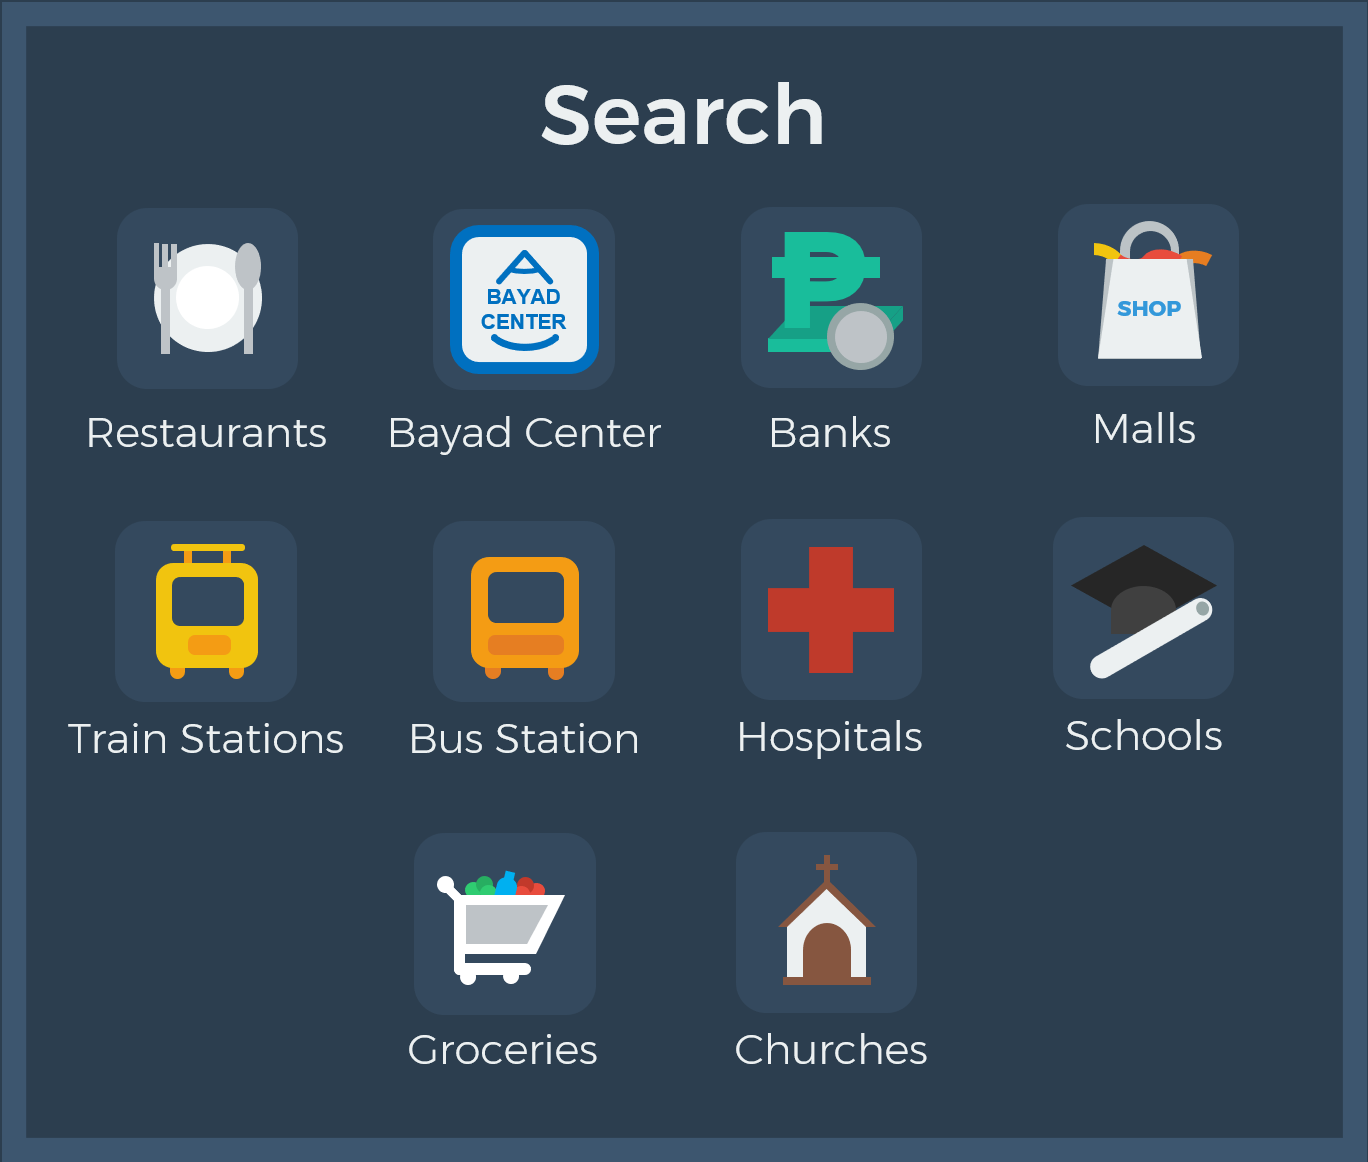 Search
BAYAD
CENTER
SHOP
Restaurants
Bayad Center
Banks
Malls
Train Stations
Bus Station
Hospitals
Schools
Groceries
Churches